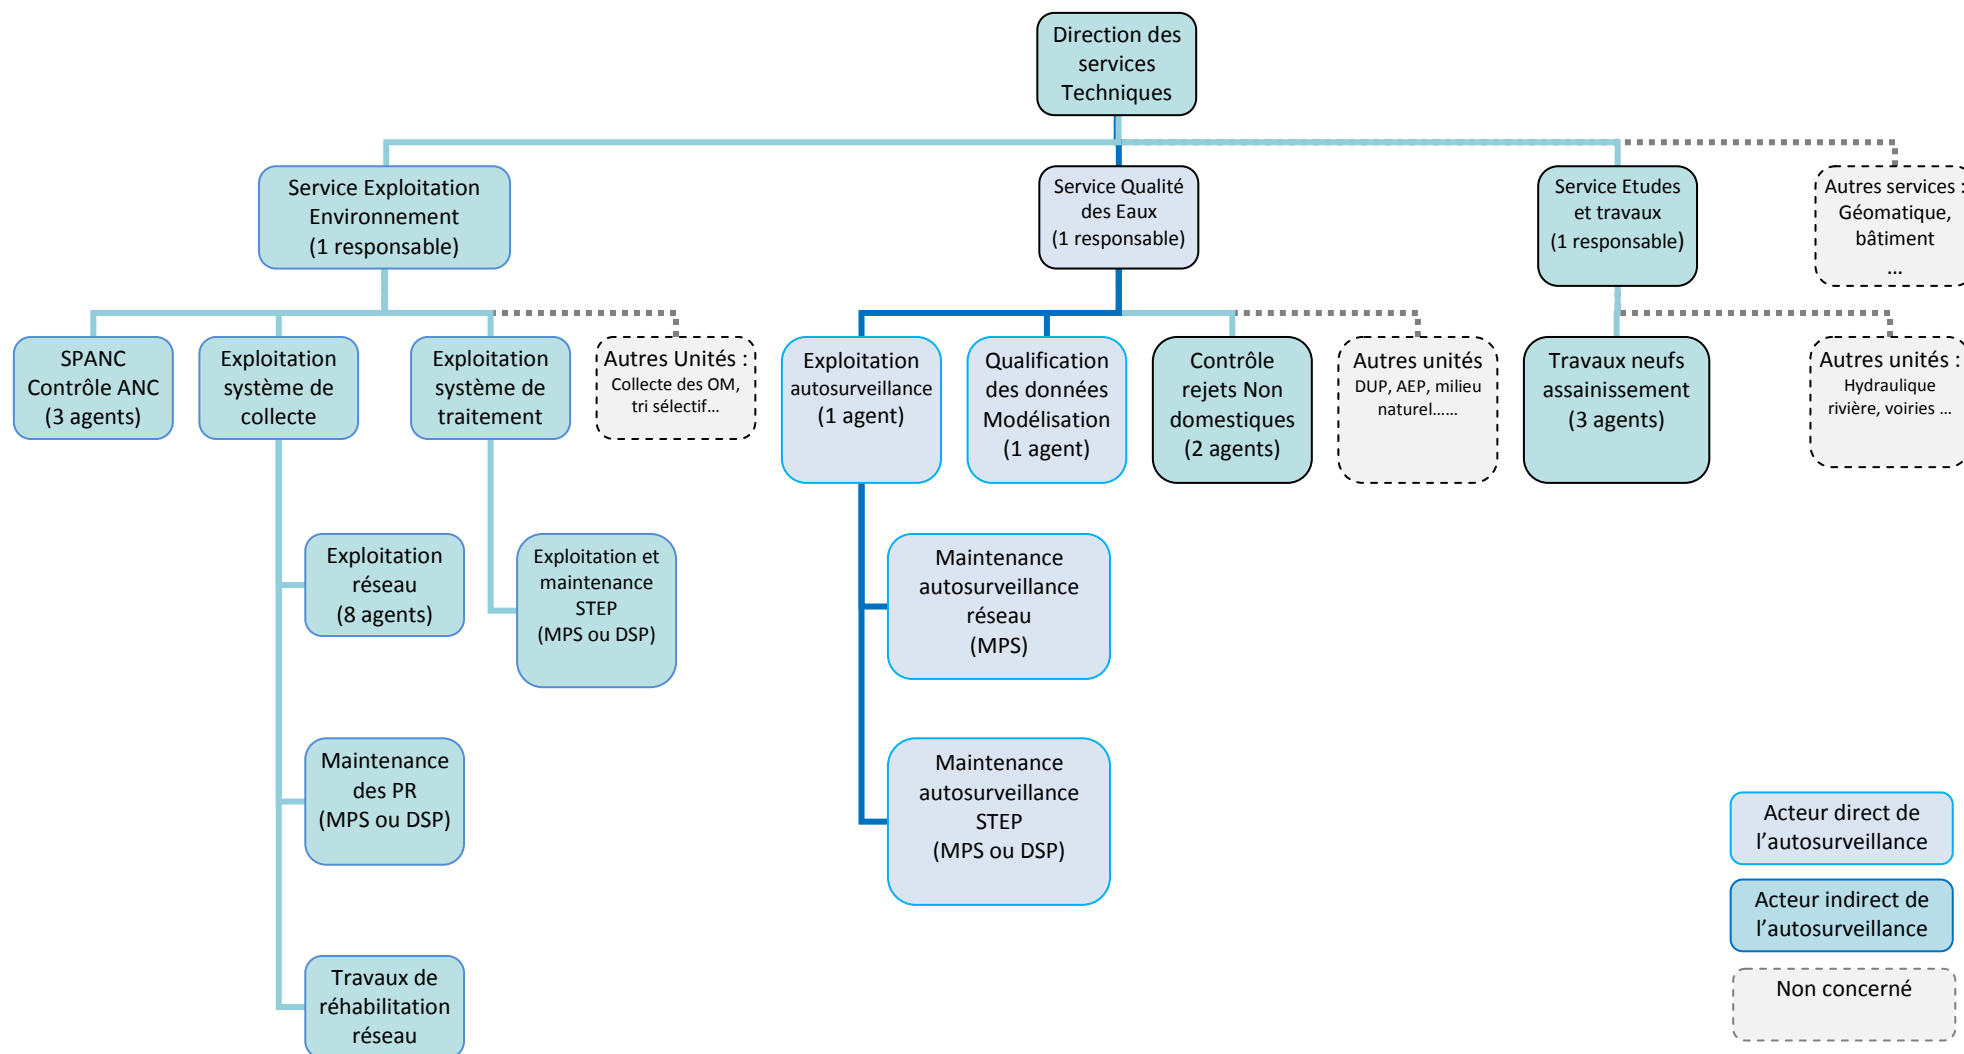 Direction des
services
Techniques
Service Exploitation
Environnement
(1 responsable)
Service Qualité
des Eaux
(1 responsable)
Service Etudes
et travaux
(1 responsable)
Autres services :
Géomatique,
bâtiment
...
SPANC
Contrôle ANC
(3 agents)
Exploitation
système de
collecte
Exploitation
système de
traitement
Autres Unités :
Collecte des OM,
tri sélectif…
Exploitation
autosurveillance
(1 agent)
Qualification
des données
Modélisation
(1 agent)
Contrôle
rejets Non
domestiques
(2 agents)
Autres unités
DUP, AEP, milieu
naturel……
Travaux neufs
assainissement
(3 agents)
Autres unités :
Hydraulique
rivière, voiries …
Exploitation
réseau
(8 agents)
Exploitation et
maintenance
STEP
(MPS ou DSP)
Maintenance
autosurveillance
réseau
(MPS)
Maintenance
des PR
(MPS ou DSP)
Maintenance
autosurveillance
STEP
(MPS ou DSP)
Travaux de
réhabilitation
réseau
Acteur direct de
l’autosurveillance
Acteur indirect de
l’autosurveillance
Non concerné